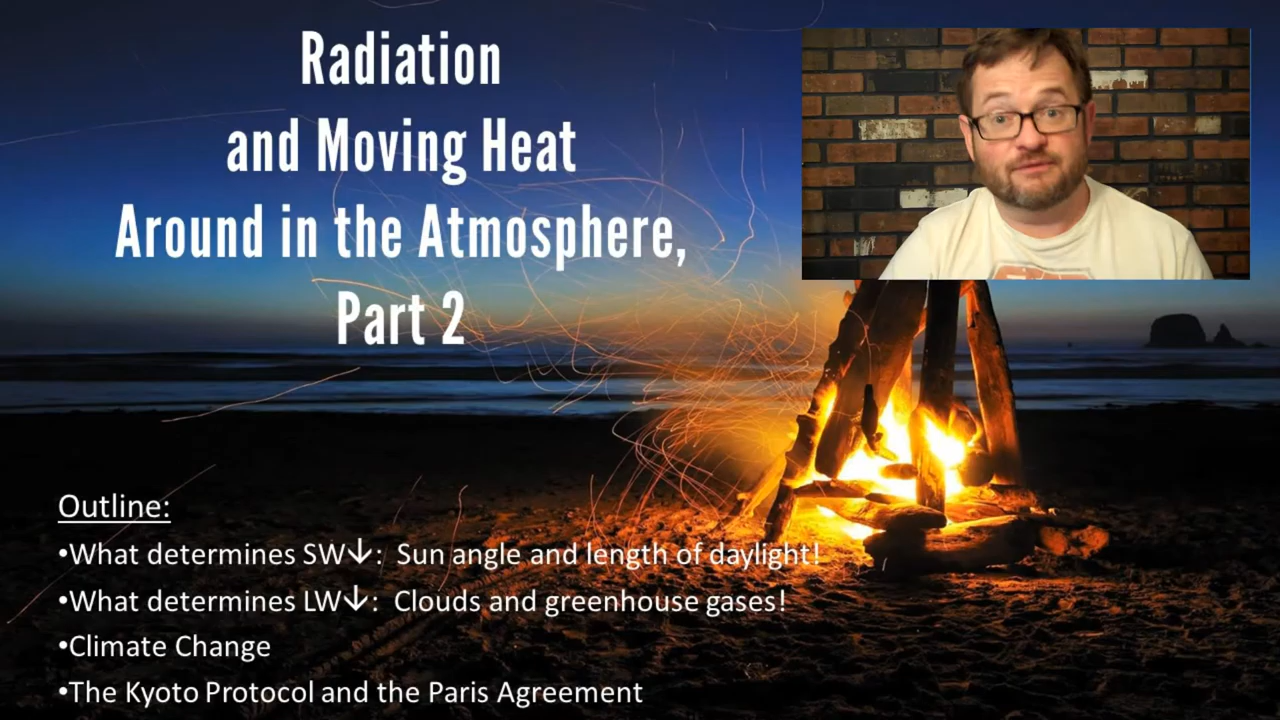 Radiation
and Moving Heat
Around in the Atmosphere,
Part 2
Outline:
•What determines SW↓:  Sun angle and length of daylight!
•What determines LW↓:  Clouds and greenhouse gases!
•Climate Change
•The Kyoto Protocol and the Paris Agreement